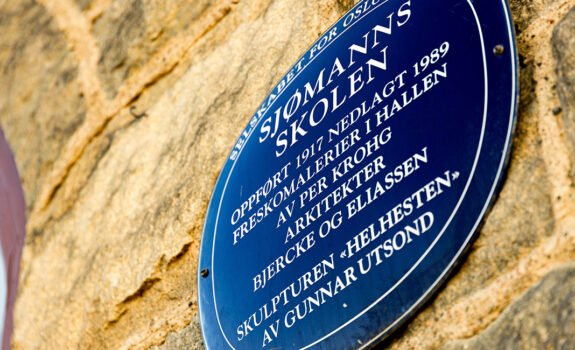 SELSKABET FOR OSLO
SJØMANNS
SKOLEN
OPPFØRT 1917 NEDLAGT 1989
FRESKOMALERIER I HALLEN
AV PER KROHG
ARKITEKTER
BJERCKE OG ELIASSEN
SKULPTUREN «HELHESTEN»
AV GUNNAR UTSOND